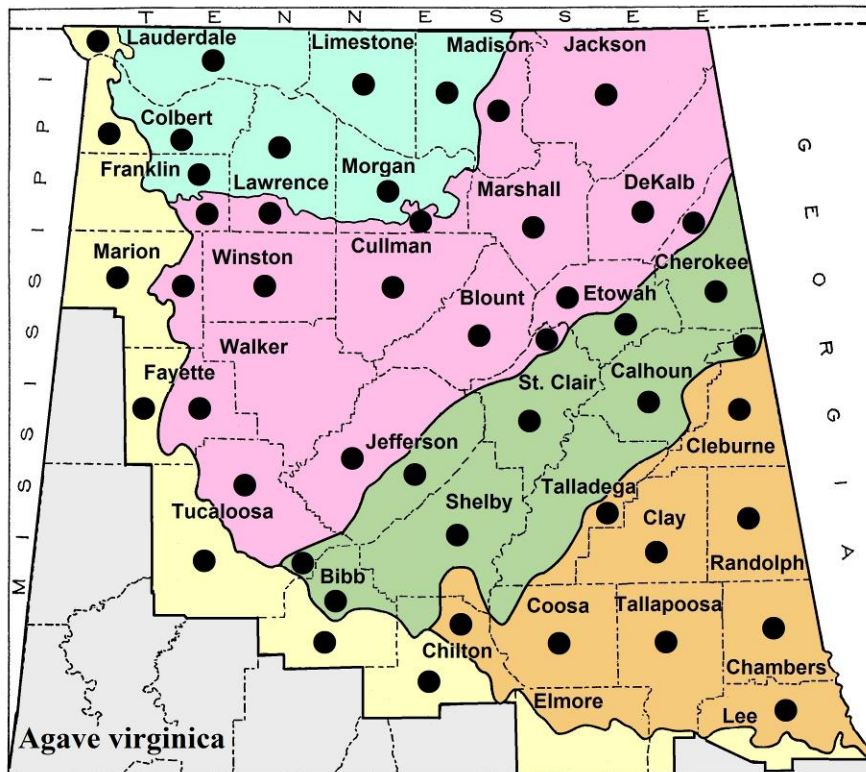 TENNESSEE
Lauderdale
Limestone
Madison
Jackson
Colbert
Franklin
Lawrence
Morgan
Marshall
DeKalb
Marion
Winston
Cullman
Cherokee
Blount
Etowah
Walker
Fayette
St. Clair
Calhoun
Jefferson
Cleburne
Tucaloosa
Shelby
Talladega
Clay
Randolph
Bibb
Coosa
Tallapoosa
Chilton
Chambers
Elmore
Lee
MISSISSIPPI
GEORGIA
Agave virginica